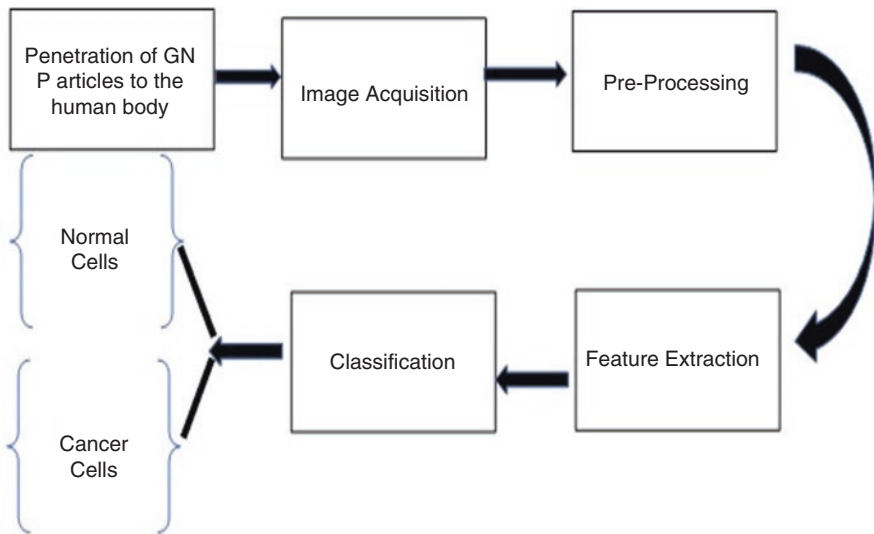 Penetration of GN
P articles to the
human body
Image Acquisition
Pre-Processing
Feature Extraction
Classification
Normal
Cells
Cancer
Cells